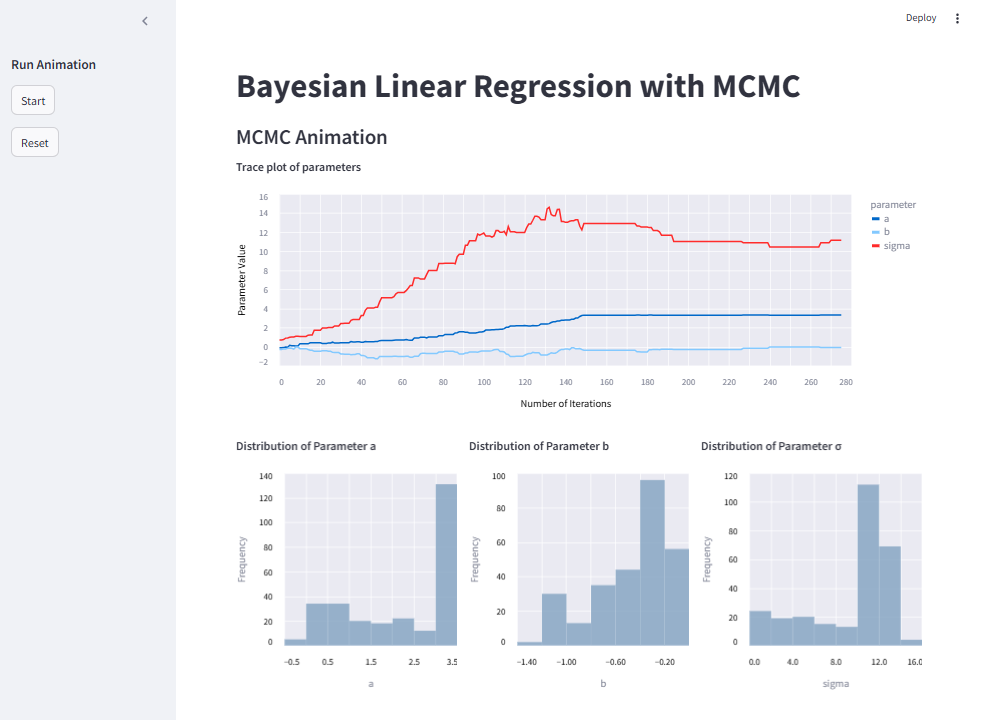 Deploy
Run Animation
Start
Reset
Bayesian Linear Regression with MCMC
MCMC Animation
Trace plot of parameters
16
14
12
10
8
6
4
2
0
−2
Parameter Value
0 20 40 60 80 100 120 140 160 180 200 220 240 260 280
Number of Iterations
parameter
a
b
sigma
Distribution of Parameter a
140
120
100
80
60
40
20
0
Frequency
−0.5 0.5 1.5 2.5 3.5
a
Distribution of Parameter b
100
80
60
40
20
0
Frequency
−1.40 −1.00 −0.60 −0.20
b
Distribution of Parameter σ
120
100
80
60
40
20
0
Frequency
0.0 4.0 8.0 12.0 16.0
sigma